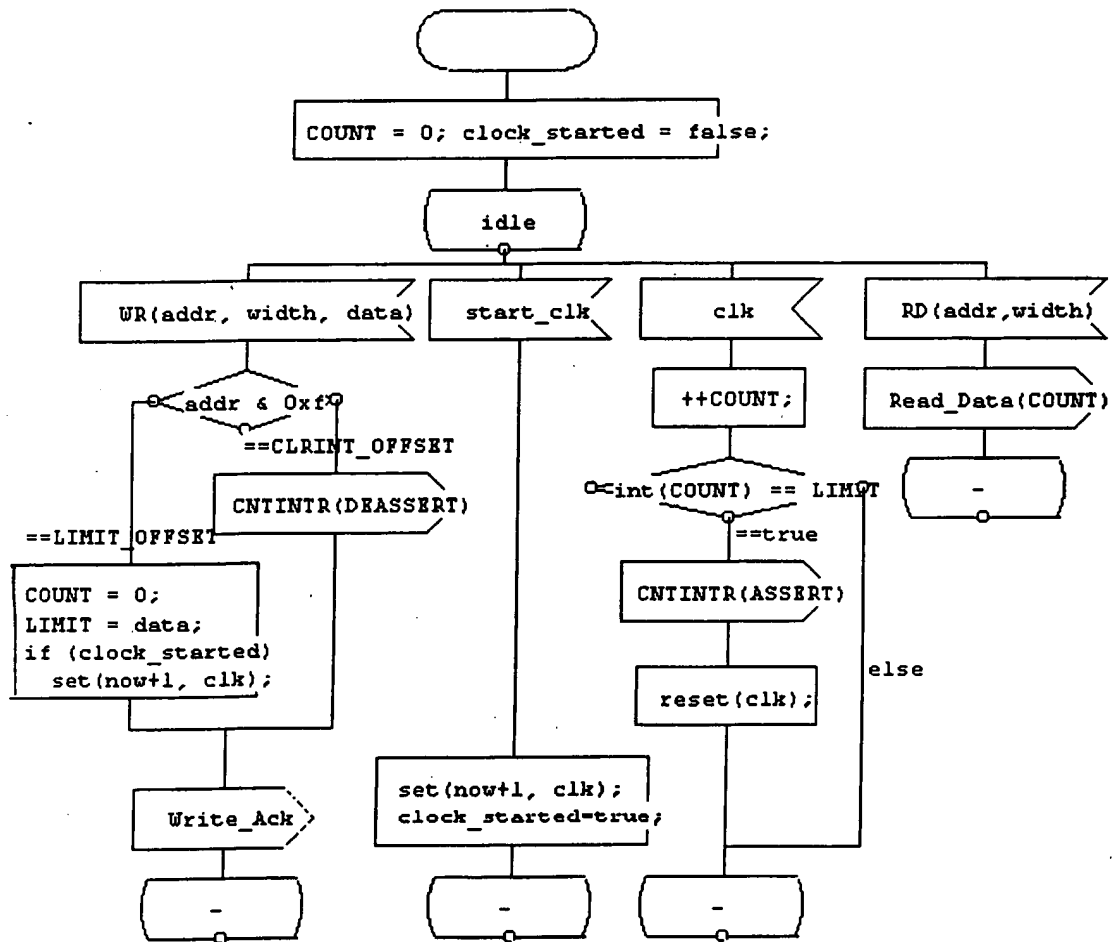 COUNT = 0; clock_started = false;
idle
WR(addr, width, data)
start_clk
clk
RD(addr,width)
addr & 0xf
++COUNT;
Read_Data(COUNT)
==CLRINT_OFFSET
int(COUNT) == LIMIT
-
CNTINTR(DEASSERT)
==LIMIT_OFFSET
==true
COUNT = 0;
LIMIT = data;
if (clock_started)
set(now+1, clk);
CNTINTR(ASSERT)
else
reset(clk);
set(now+1, clk);
clock_started=true;
Write_Ack
-
-
-